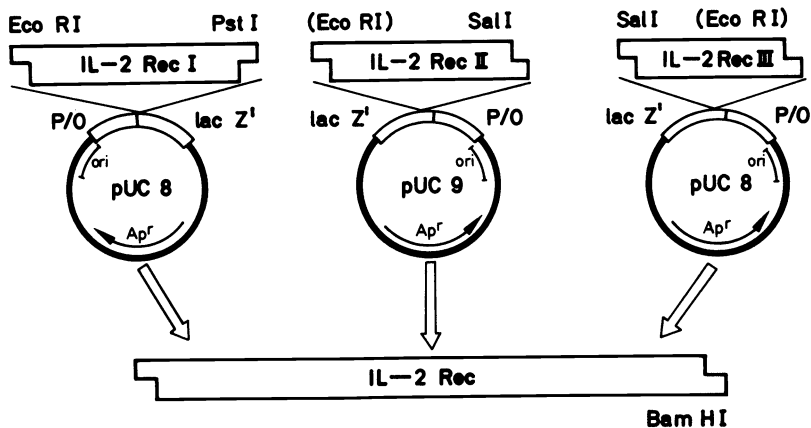 Eco RI Pst I (Eco RI) Sal I Sal I (Eco RI)
IL-2 Rec I IL-2 Rec II IL-2 Rec III
P/O lac Z' lac Z' P/O lac Z' P/O
ori ori ori
pUC 8 pUC 9 pUC 8
Apʳ Apʳ Apʳ
IL-2 Rec
Bam HI